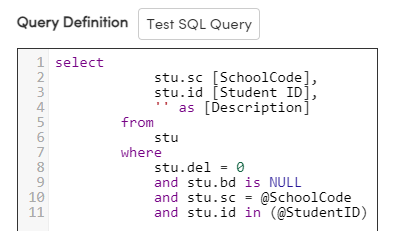 Query Definition Test SQL Query
1 select
2 stu.sc [SchoolCode],
3 stu.id [Student ID],
4 '' as [Description]
5 from
6 stu
7 where
8 stu.del = 0
9 and stu.bd is NULL
10 and stu.sc = @SchoolCode
11 and stu.id in (@StudentID)